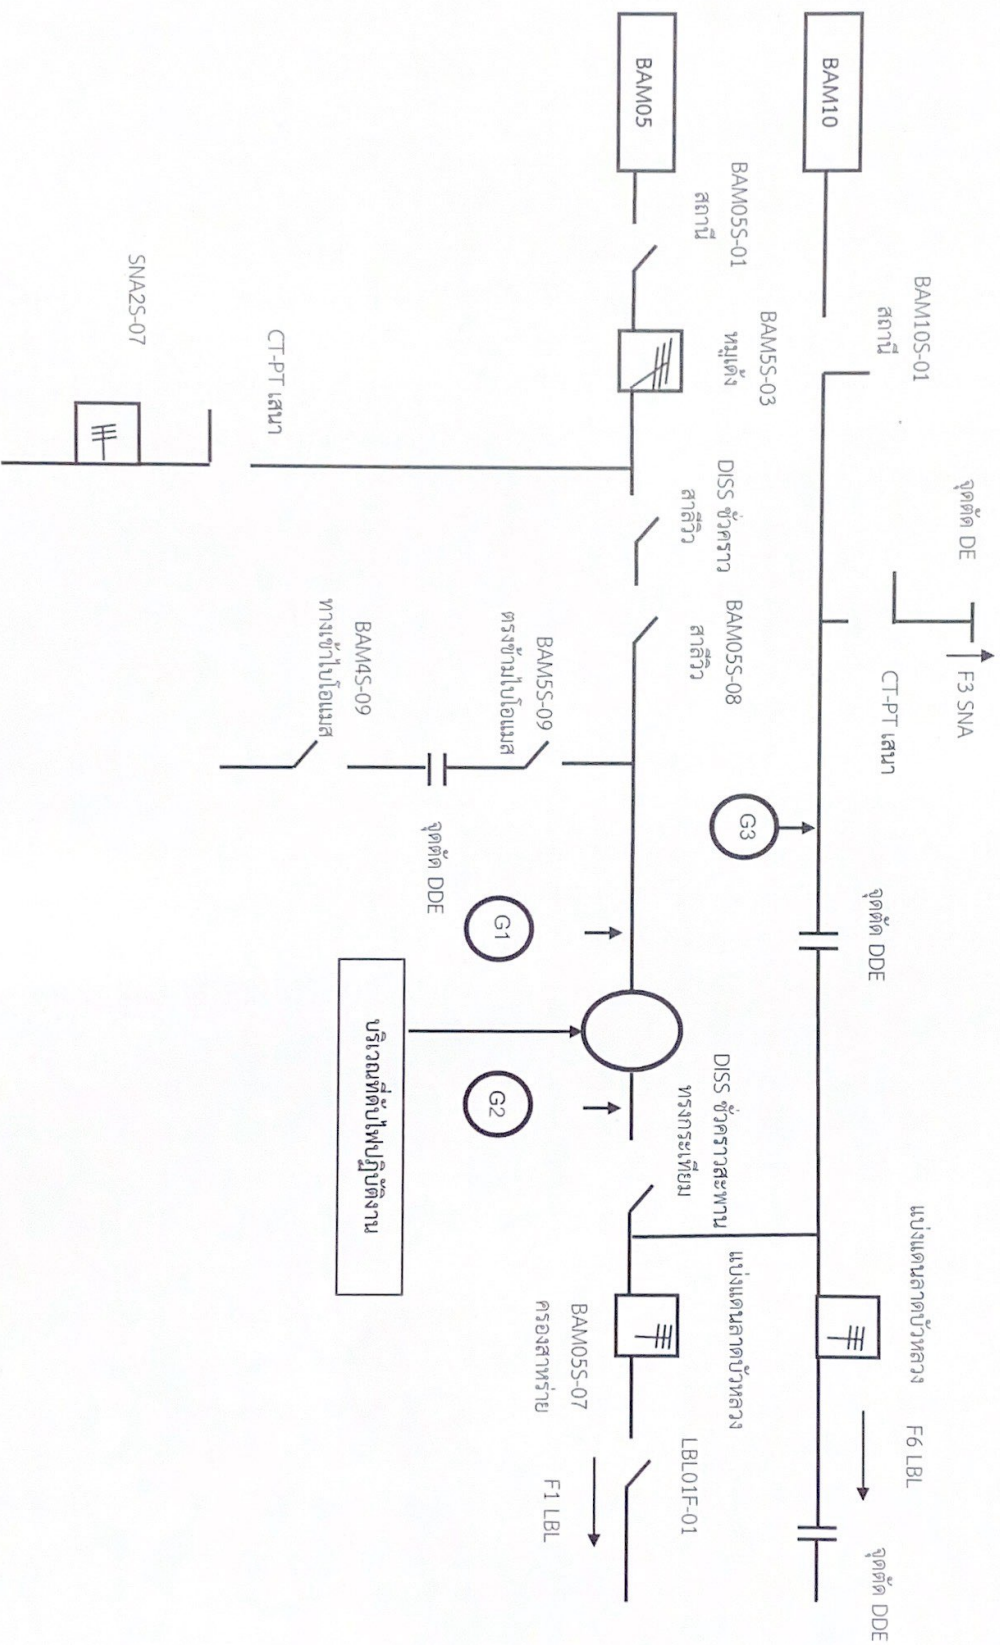 BAM10
BAM10S-01
สถานี
จุดตัด DE
F3 SNA
CT-PT เสนา
G3
จุดตัด DDE
แบ่งแดนลาดบัวหลวง
F6 LBL
จุดตัด DDE
BAM05
BAM05S-01
สถานี
BAM5S-03
หมูเด้ง
DISS ชั่วคราว
สาลีวิว
BAM05S-08
สาลีวิว
DISS ชั่วคราวสะพาน
ทรงกระเทียม
แบ่งแดนลาดบัวหลวง
LBL01F-01
BAM05S-07
ครองสาหร่าย
F1 LBL
CT-PT เสนา
SNA2S-07
BAM5S-09
ตรงข้ามไบโอแมส
BAM4S-09
ทางเข้าไบโอแมส
จุดตัด DDE
G1
G2
บริเวณที่ดับไฟปฏิบัติงาน